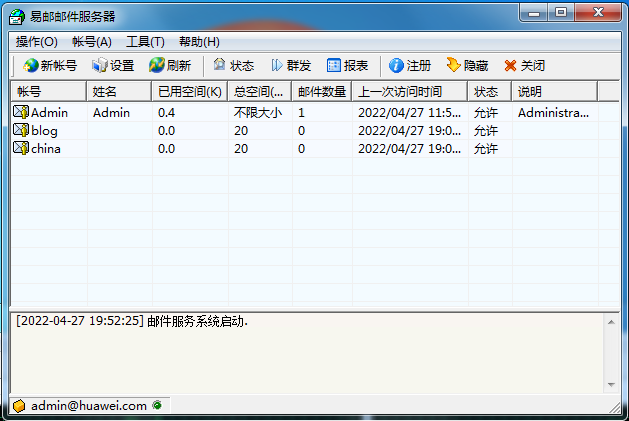 易邮邮件服务器
操作(O) 帐号(A) 工具(T) 帮助(H)
新帐号 设置 刷新 状态 群发 报表 注册 隐藏 关闭
帐号 姓名 已用空间(K) 总空间(... 邮件数量 上一次访问时间 状态 说明
Admin Admin 0.4 不限大小 1 2022/04/27 11:5... 允许 Administra...
blog 0.0 20 0 2022/04/27 19:0... 允许
china 0.0 20 0 2022/04/27 19:0... 允许
[2022-04-27 19:52:25] 邮件服务系统启动.
admin@huawei.com